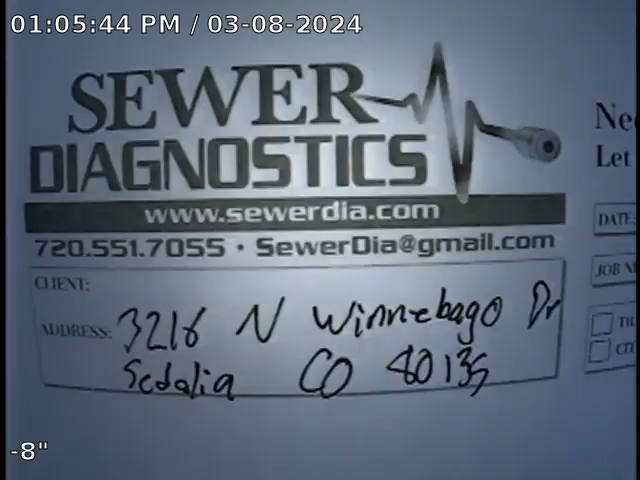 01:05:44 PM / 03-08-2024
SEWER
DIAGNOSTICS
www.sewerdia.com
720.551.7055 • SewerDia@gmail.com
CLIENT:
ADDRESS: 3216 N Winnebago Dr
Sedalia CO 80135
Let
DATE
JOB
-8"